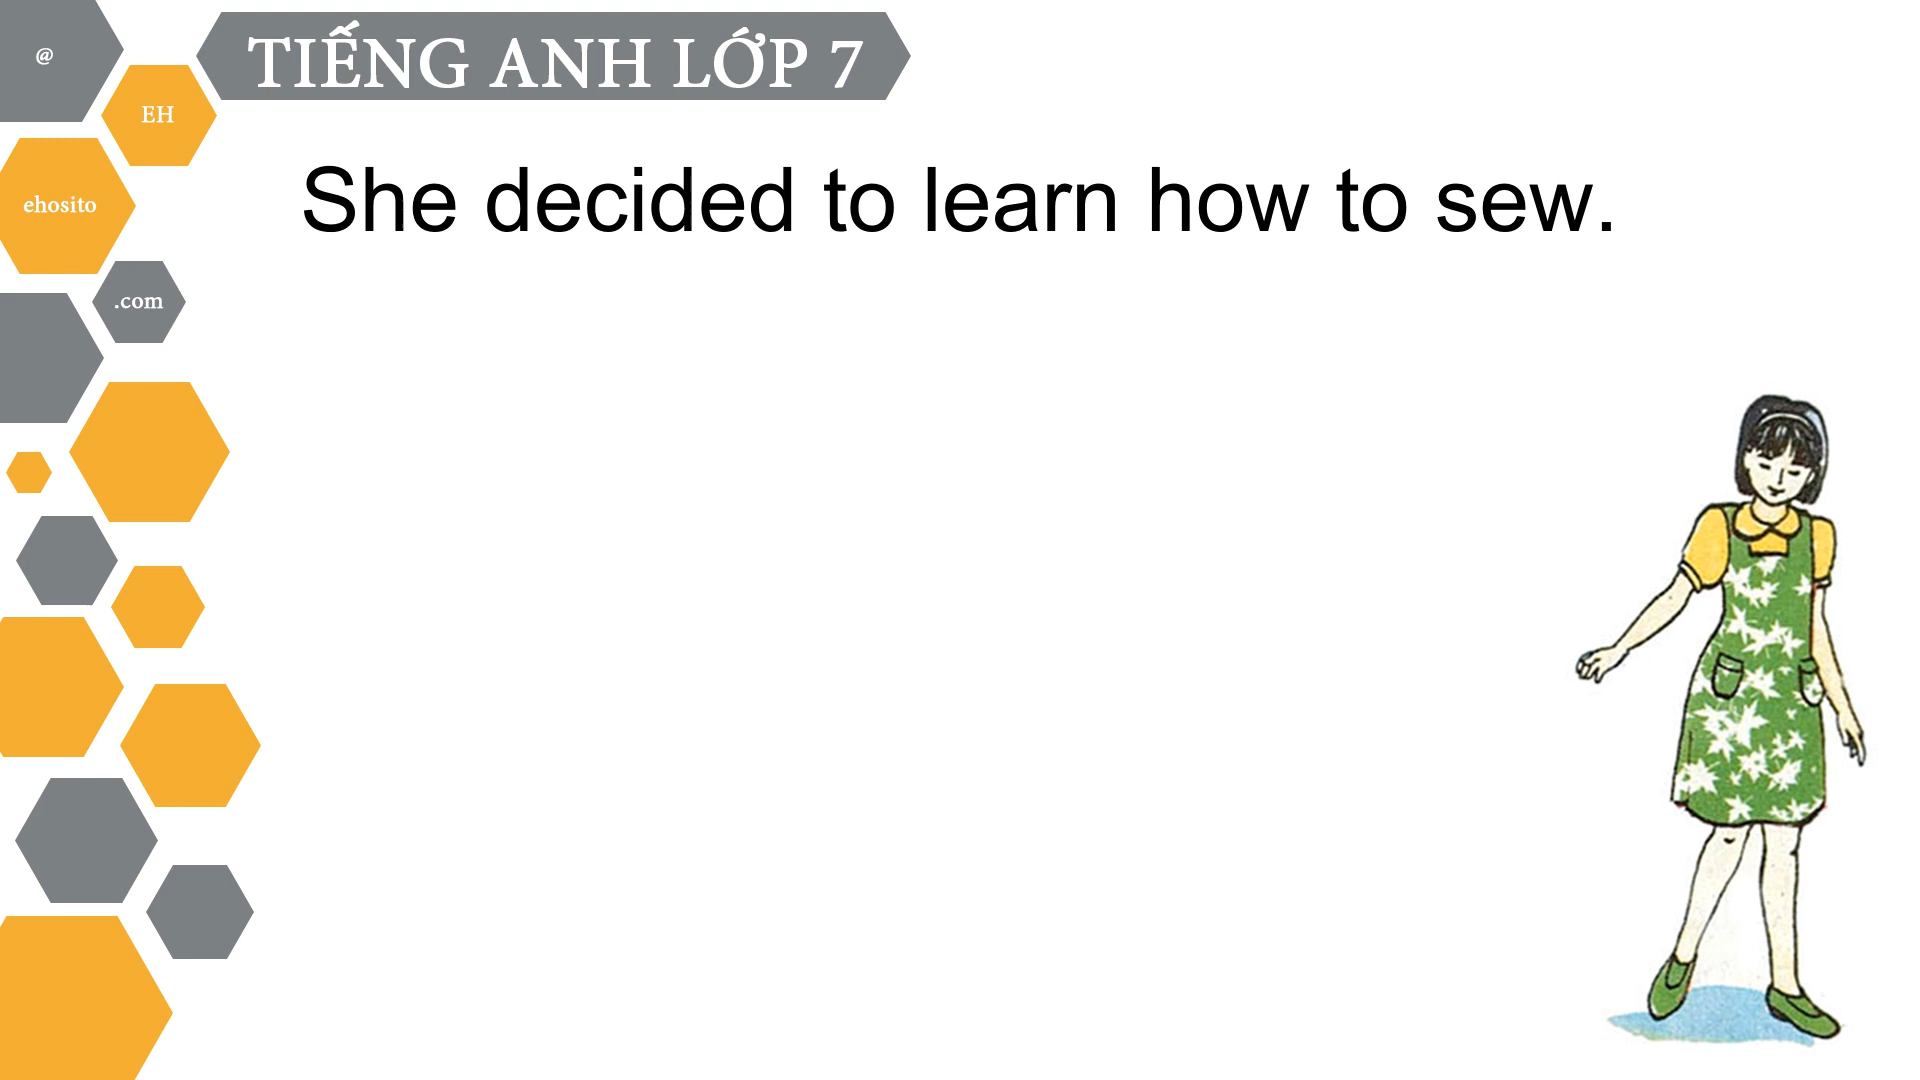 @
TIẾNG ANH LỚP 7
EH
She decided to learn how to sew.
ehosito
.com